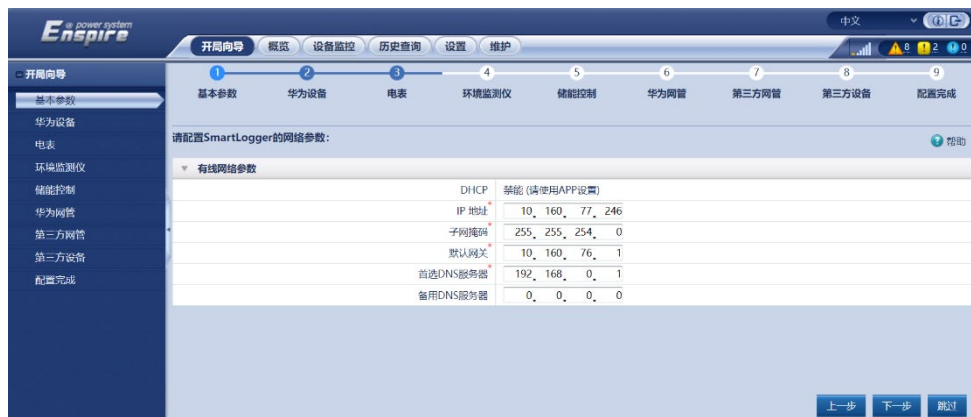 Enspire @ power system
中文
开局向导 概览 设备监控 历史查询 设置 维护
8 2 0
开局向导
基本参数
华为设备
电表
环境监测仪
储能控制
华为网管
第三方网管
第三方设备
配置完成
1 2 3 4 5 6 7 8 9
基本参数 华为设备 电表 环境监测仪 储能控制 华为网管 第三方网管 第三方设备 配置完成
请配置SmartLogger的网络参数：
帮助
有线网络参数
DHCP 禁能 (请使用APP设置)
IP 地址* 10. 160. 77. 246
子网掩码* 255. 255. 254. 0
默认网关* 10. 160. 76. 1
首选DNS服务器* 192. 168. 0. 1
备用DNS服务器 0. 0. 0. 0
上一步 下一步 跳过